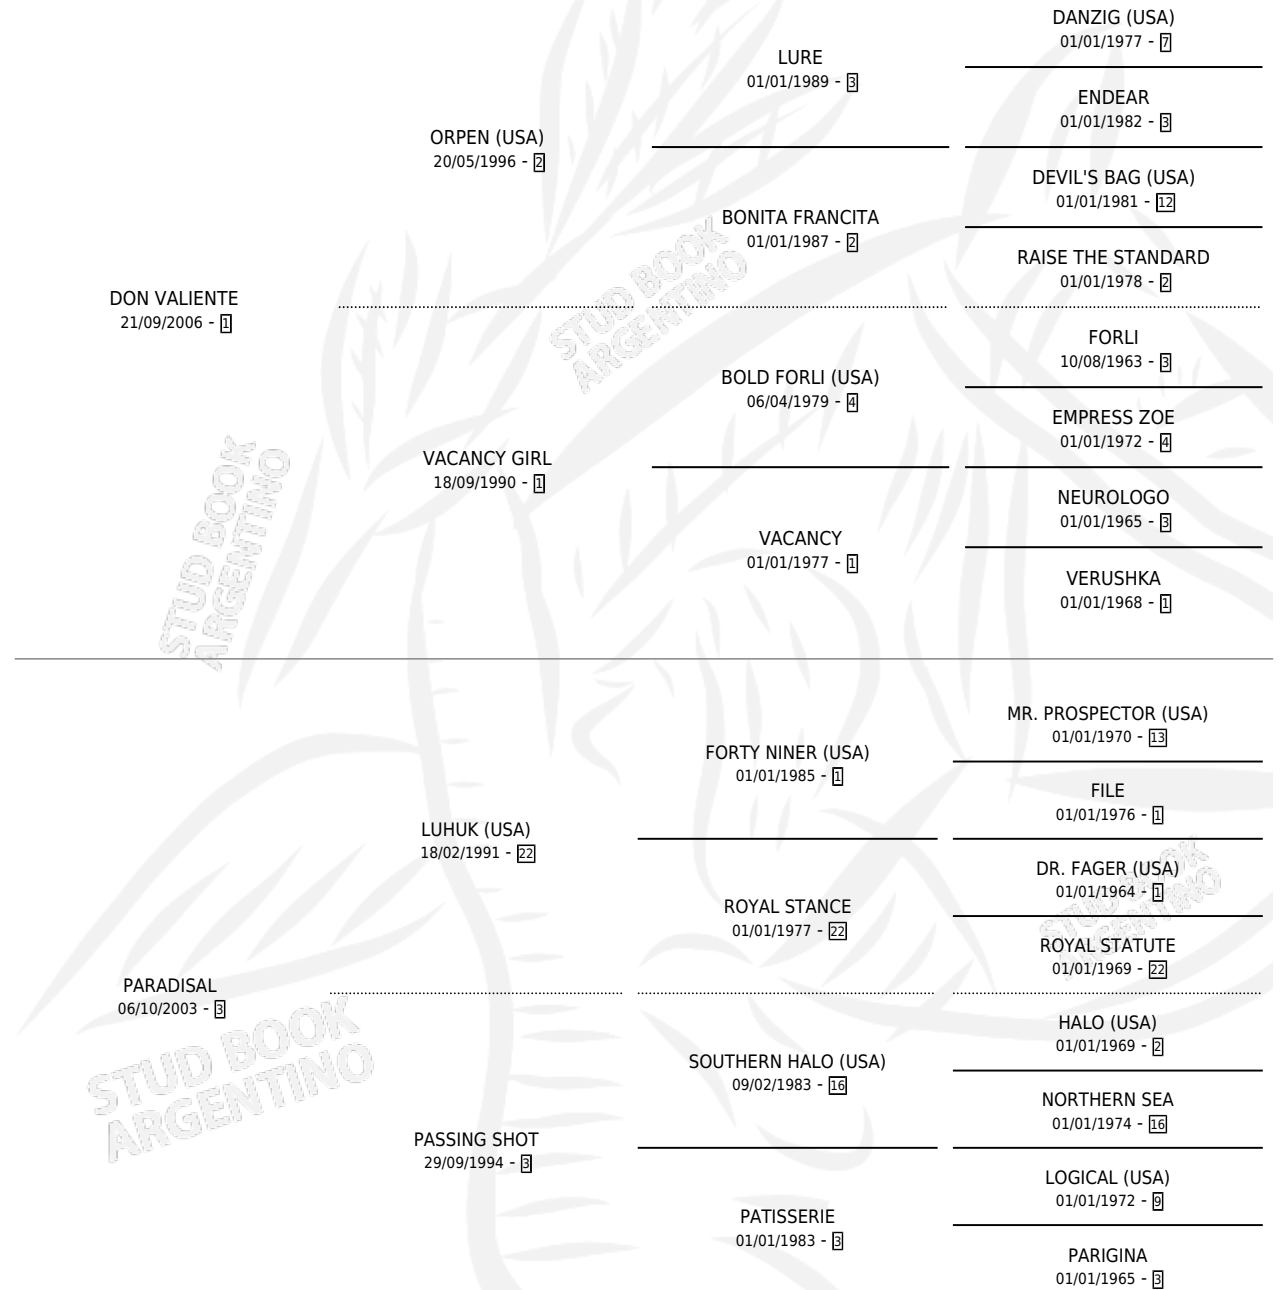 DANZIG (USA)
01/01/1977 - 7
LURE
01/01/1989 - 3
ENDEAR
01/01/1982 - 3
ORPEN (USA)
20/05/1996 - 2
DEVIL'S BAG (USA)
01/01/1981 - 12
BONITA FRANCITA
01/01/1987 - 2
RAISE THE STANDARD
01/01/1978 - 2
DON VALIENTE
21/09/2006 - 1
STUD BOOK
ARGENTINO
FORLI
10/08/1963 - 3
BOLD FORLI (USA)
06/04/1979 - 4
EMPRESS ZOE
01/01/1972 - 4
VACANCY GIRL
18/09/1990 - 1
NEUROLOGO
01/01/1965 - 3
VACANCY
01/01/1977 - 1
VERUSHKA
01/01/1968 - 1
STUD BOOK
ARGENTINO
MR. PROSPECTOR (USA)
01/01/1970 - 13
FORTY NINER (USA)
01/01/1985 - 1
FILE
01/01/1976 - 1
LUHUK (USA)
18/02/1991 - 22
DR. FAGER (USA)
01/01/1964 - 1
ROYAL STANCE
01/01/1977 - 22
STUD BOOK
ARGENTINO
ROYAL STATUTE
01/01/1969 - 22
PARADISAL
06/10/2003 - 3
HALO (USA)
01/01/1969 - 2
SOUTHERN HALO (USA)
09/02/1983 - 16
NORTHERN SEA
01/01/1974 - 16
STUD BOOK
ARGENTINO
PASSING SHOT
29/09/1994 - 3
LOGICAL (USA)
01/01/1972 - 9
PATISSERIE
01/01/1983 - 3
PARIGINA
01/01/1965 - 3